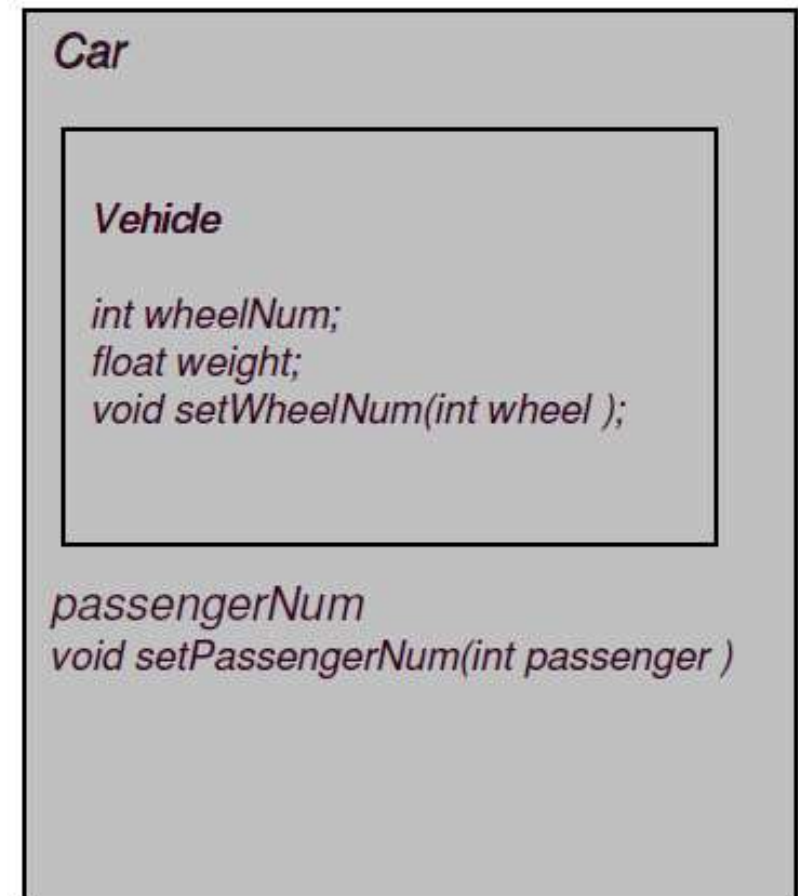 Car
Vehicle
int wheelNum;
float weight;
void setWheelNum(int wheel );
passengerNum
void setPassengerNum(int passenger )